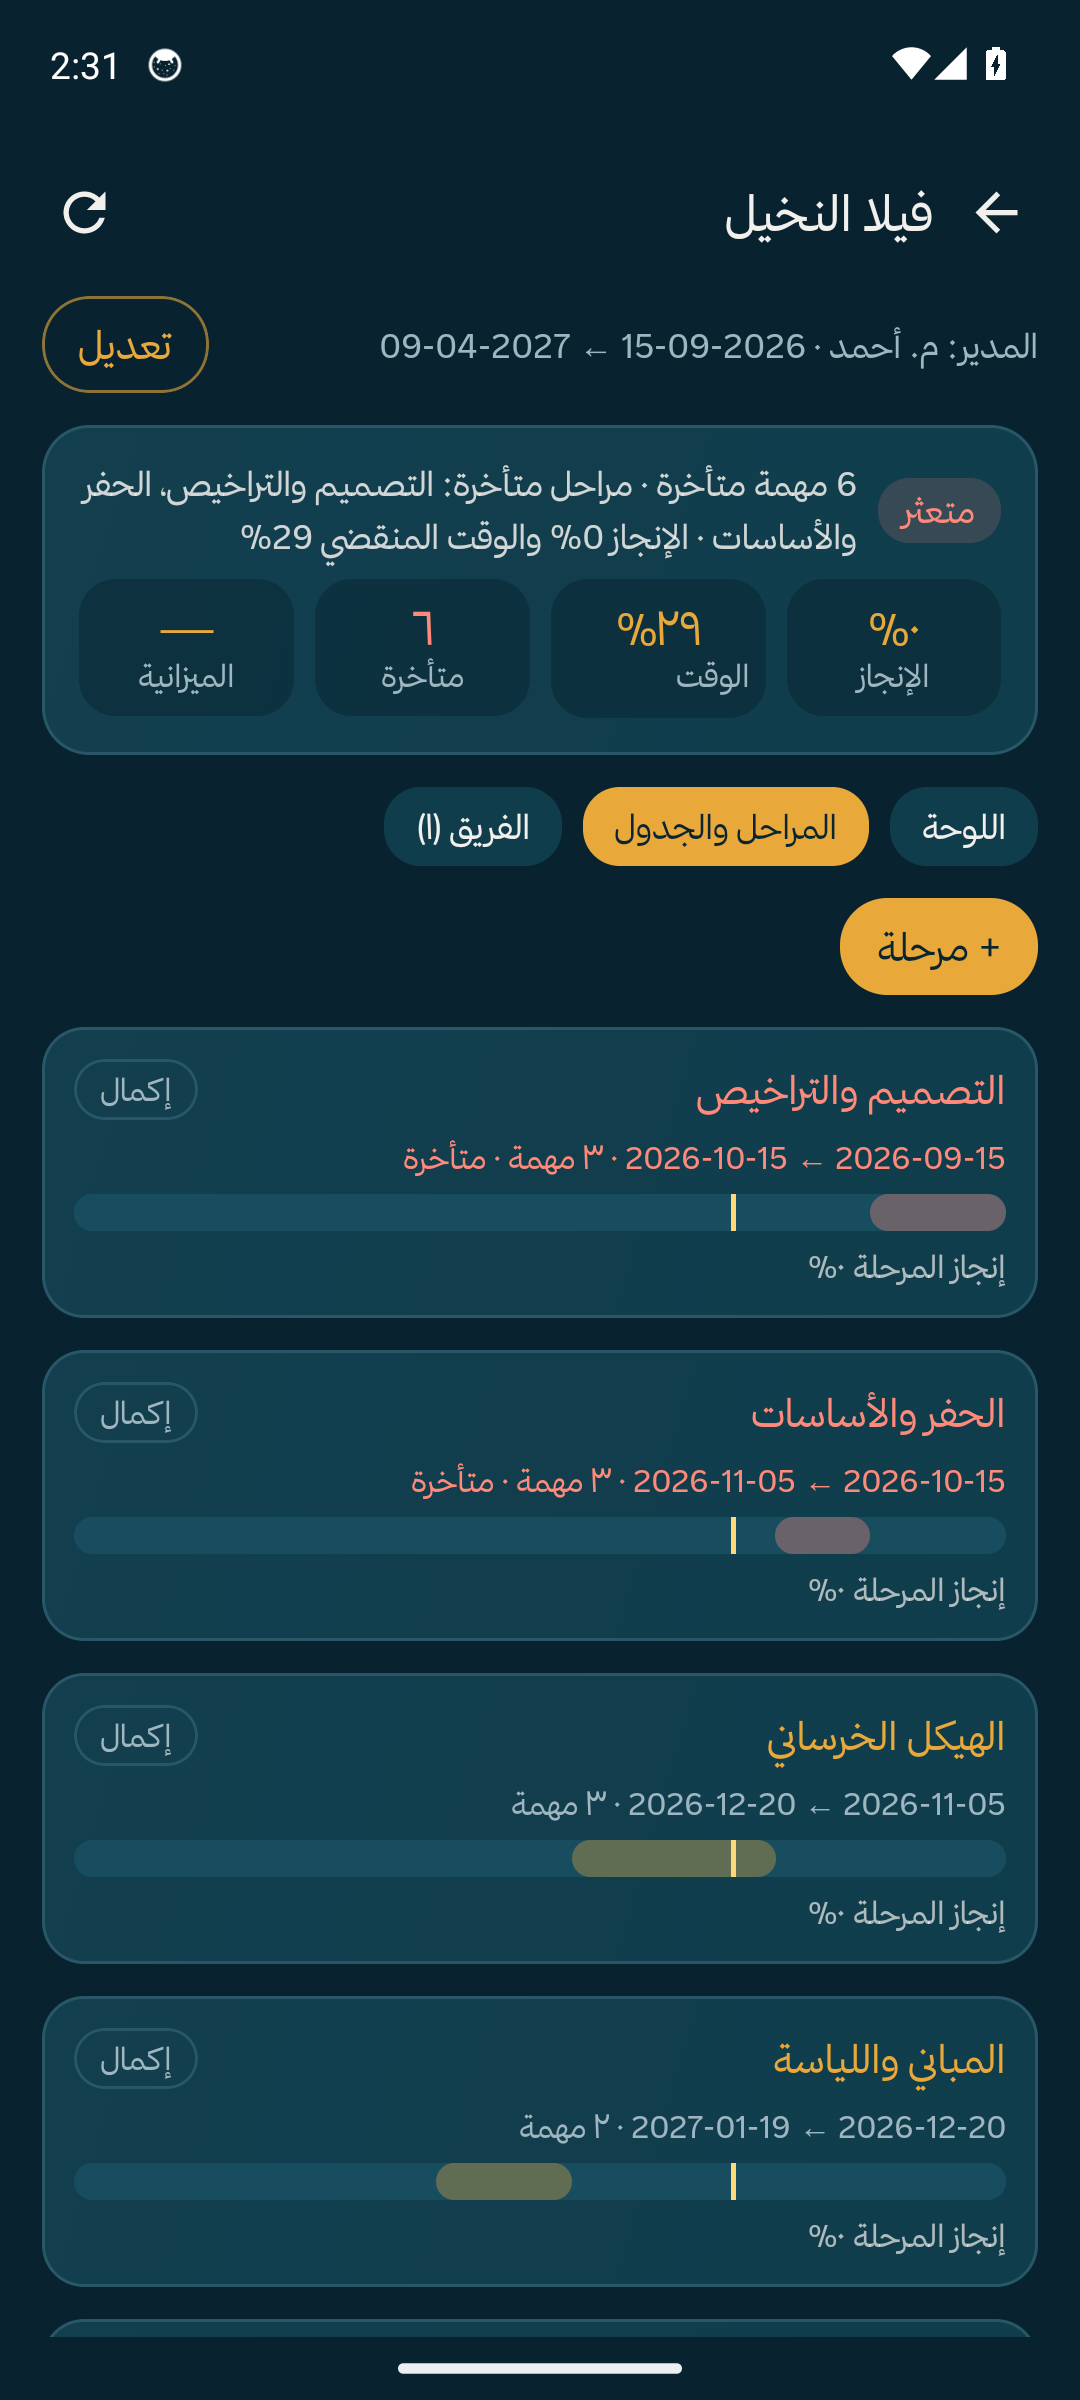 2:31
فيلا النخيل
المدير: م. أحمد · 2026-09-15 ← 2027-04-09
تعديل
متعثر
6 مهمة متأخرة · مراحل متأخرة: التصميم والتراخيص، الحفر
والأساسات · الإنجاز 0% والوقت المنقضي 29%
٠%
الإنجاز
٢٩%
الوقت
٦
متأخرة
—
الميزانية
اللوحة
المراحل والجدول
الفريق (١)
+ مرحلة
التصميم والتراخيص
إكمال
2026-09-15 ← 2026-10-15 · ٣ مهمة · متأخرة
إنجاز المرحلة ٠%
الحفر والأساسات
إكمال
2026-10-15 ← 2026-11-05 · ٣ مهمة · متأخرة
إنجاز المرحلة ٠%
الهيكل الخرساني
إكمال
2026-11-05 ← 2026-12-20 · ٣ مهمة
إنجاز المرحلة ٠%
المباني واللياسة
إكمال
2026-12-20 ← 2027-01-19 · ٢ مهمة
إنجاز المرحلة ٠%